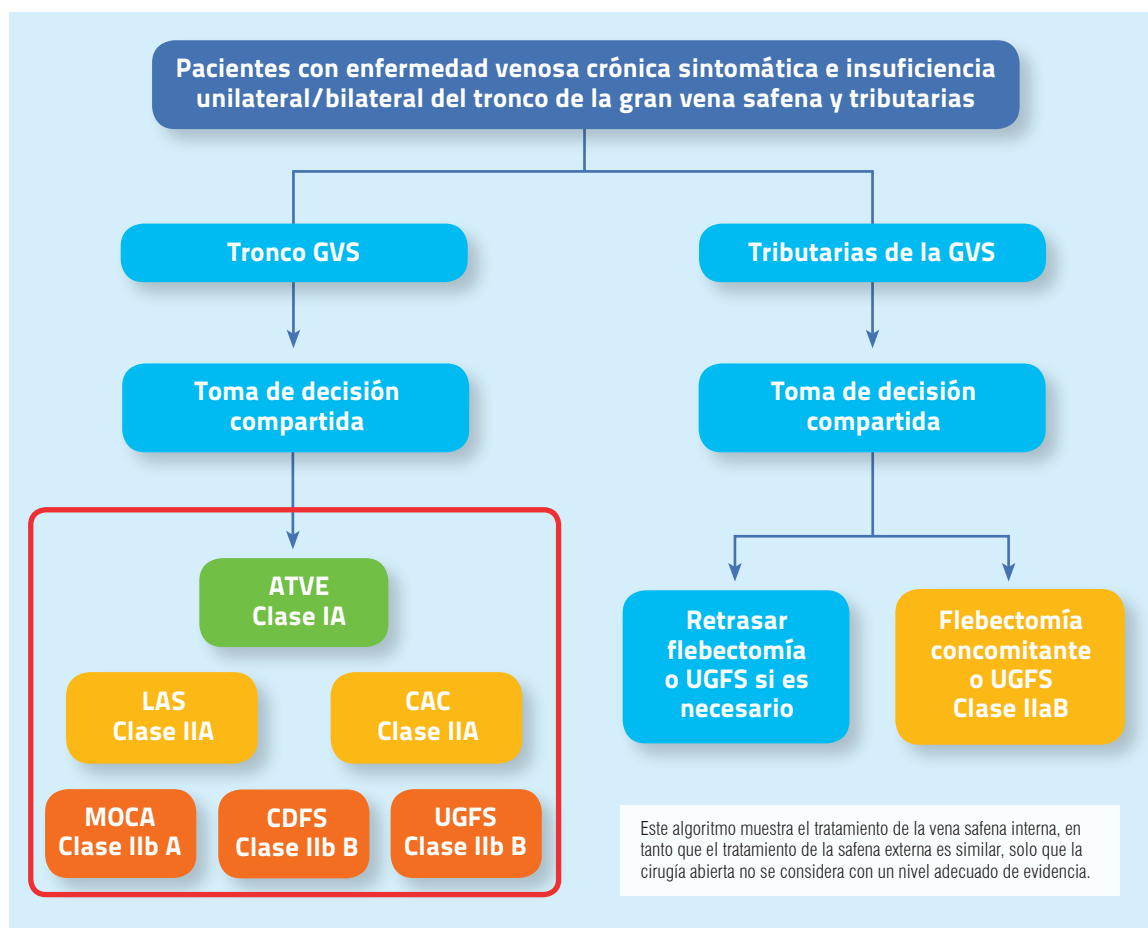 Pacientes con enfermedad venosa crónica sintomática e insuficiencia
unilateral/bilateral del tronco de la gran vena safena y tributarias
Tronco GVS
Tributarias de la GVS
Toma de decisión
compartida
Toma de decisión
compartida
ATVE
Clase IA
LAS
Clase IIA
CAC
Clase IIA
MOCA
Clase IIb A
CDFS
Clase IIb B
UGFS
Clase IIb B
Retrasar
flebectomía
o UGFS si es
necesario
Flebectomía
concomitante
o UGFS
Clase IIaB
Este algoritmo muestra el tratamiento de la vena safena interna, en
tanto que el tratamiento de la safena externa es similar, solo que la
cirugía abierta no se considera con un nivel adecuado de evidencia.